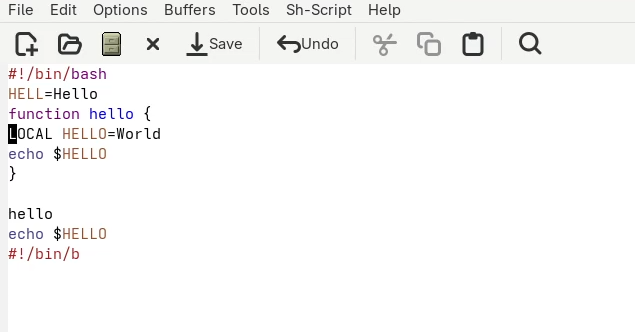 File Edit Options Buffers Tools Sh-Script Help
Save Undo
#!/bin/bash
HELL=Hello
function hello {
LOCAL HELLO=World
echo $HELLO
}
hello
echo $HELLO
#!/bin/b